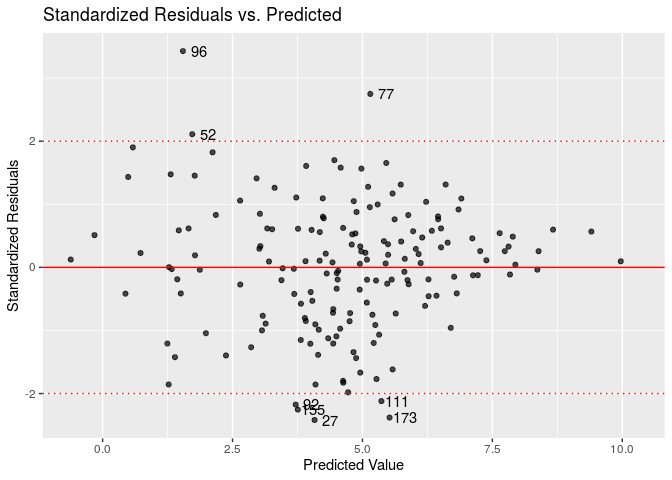 Standardized Residuals vs. Predicted
96
77
52
2
0
-2
Standardized Residuals
92
155
111
27
173
0.0 2.5 5.0 7.5 10.0
Predicted Value